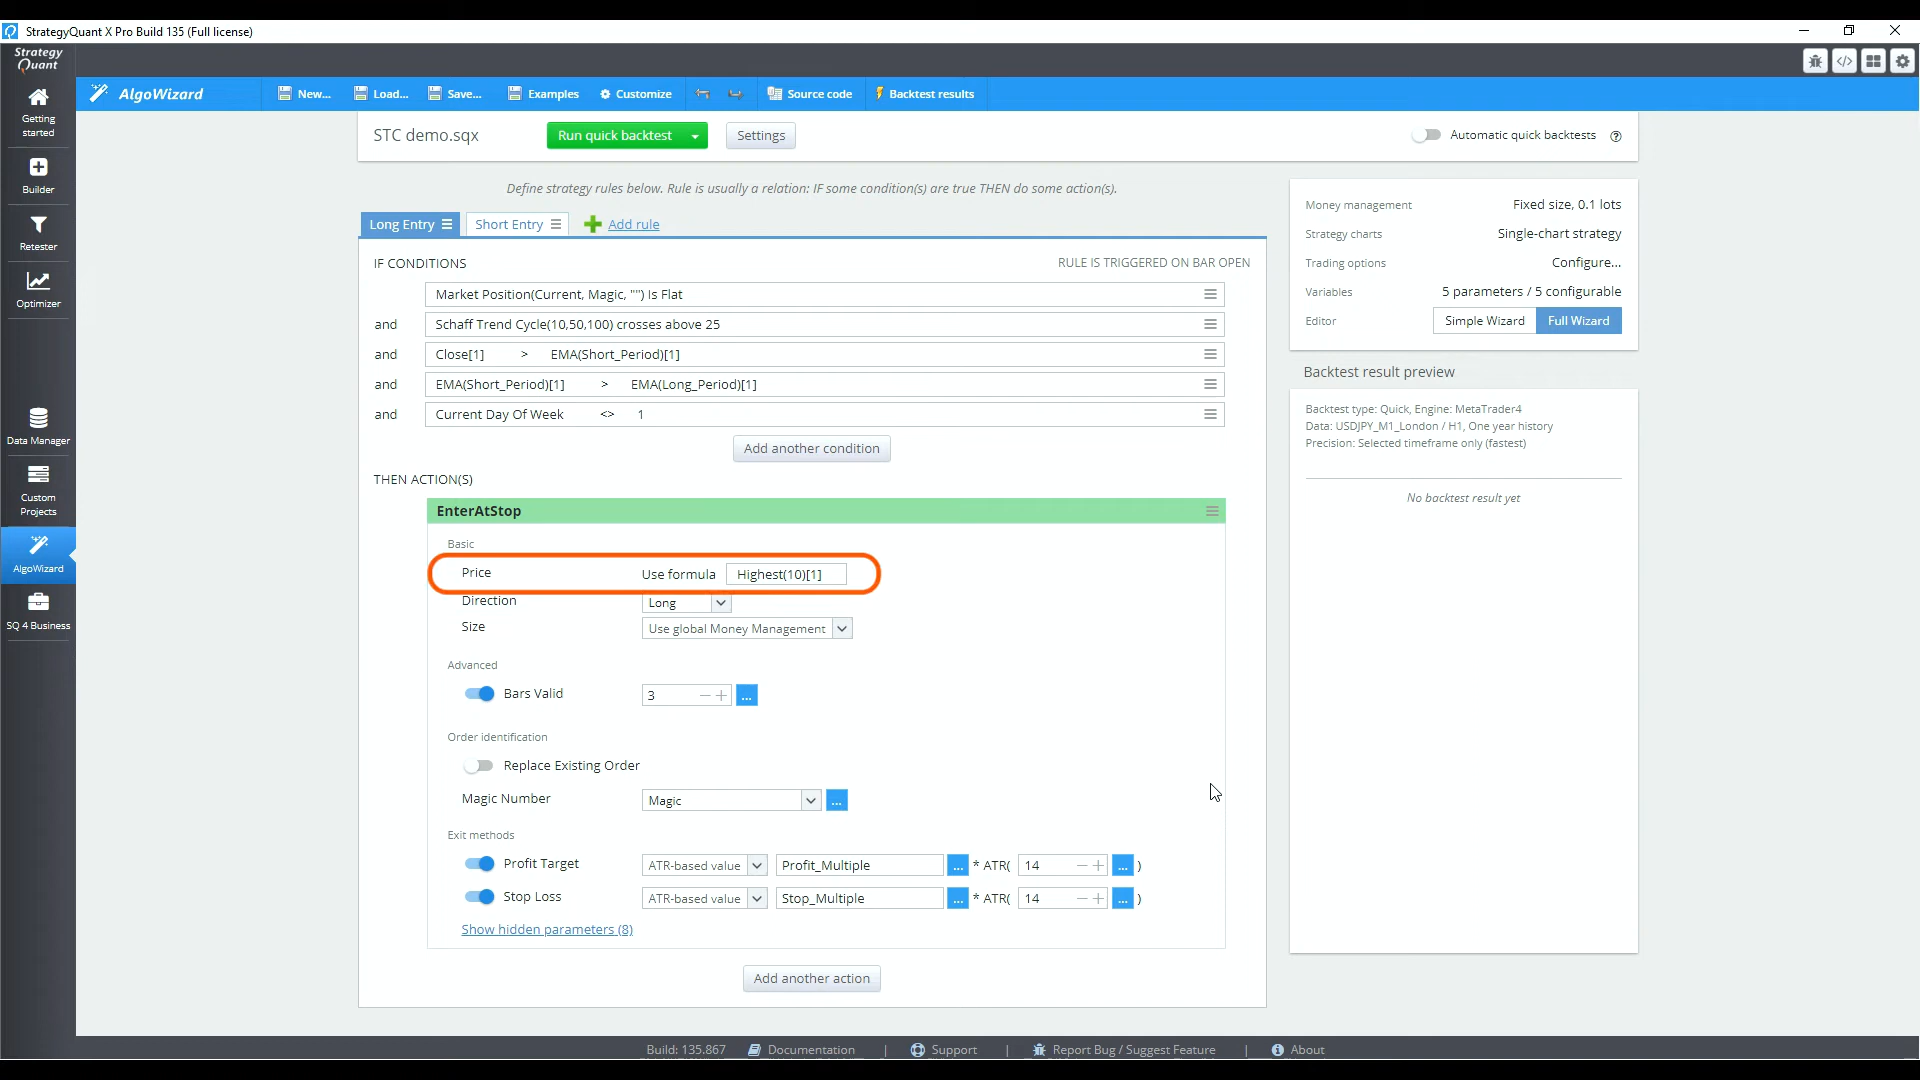 StrategyQuant X Pro Build 135 (Full license)
Strategy
Quant
AlgoWizard
New...
Load...
Save...
Examples
Customize
Source code
Backtest results
Getting
started
Builder
Retester
Optimizer
Data Manager
Custom
Projects
AlgoWizard
SQ 4 Business
STC demo.sqx
Run quick backtest
Settings
Automatic quick backtests
Define strategy rules below. Rule is usually a relation: IF some condition(s) are true THEN do some action(s).
Long Entry
Short Entry
Add rule
IF CONDITIONS
RULE IS TRIGGERED ON BAR OPEN
Market Position(Current, Magic, "") Is Flat
and Schaff Trend Cycle(10,50,100) crosses above 25
and Close[1] > EMA(Short_Period)[1]
and EMA(Short_Period)[1] > EMA(Long_Period)[1]
and Current Day Of Week <> 1
Add another condition
THEN ACTION(S)
EnterAtStop
Basic
Price Use formula Highest(10)[1]
Direction Long
Size Use global Money Management
Advanced
Bars Valid 3 − + ...
Order identification
Replace Existing Order
Magic Number Magic ...
Exit methods
Profit Target ATR-based value Profit_Multiple ... * ATR( 14 − + ... )
Stop Loss ATR-based value Stop_Multiple ... * ATR( 14 − + ... )
Show hidden parameters (8)
Add another action
Money management Fixed size, 0.1 lots
Strategy charts Single-chart strategy
Trading options Configure...
Variables 5 parameters / 5 configurable
Editor Simple Wizard Full Wizard
Backtest result preview
Backtest type: Quick, Engine: MetaTrader4
Data: USDJPY_M1_London / H1, One year history
Precision: Selected timeframe only (fastest)
No backtest result yet
Build: 135.867 Documentation | Support | Report Bug / Suggest Feature | About